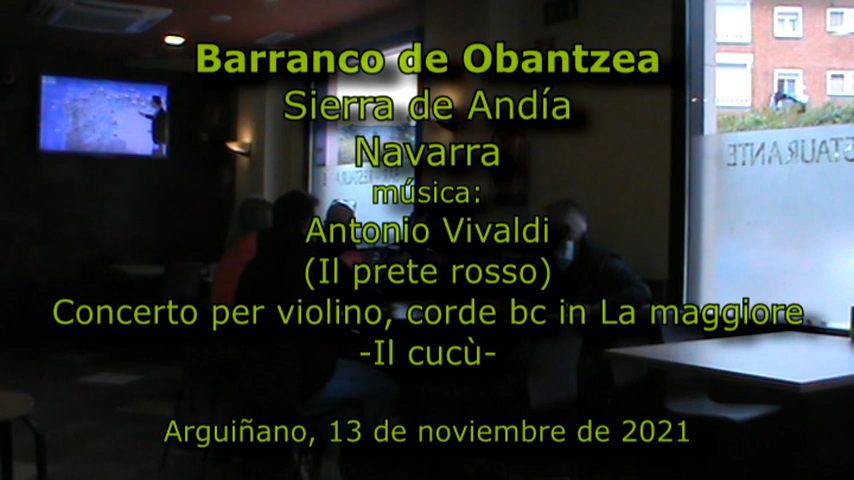 Barranco de Obantzea
Sierra de Andía
Navarra
música:
Antonio Vivaldi
(Il prete rosso)
Concerto per violino, corde bc in La maggiore
-Il cucù-
Arguiñano, 13 de noviembre de 2021